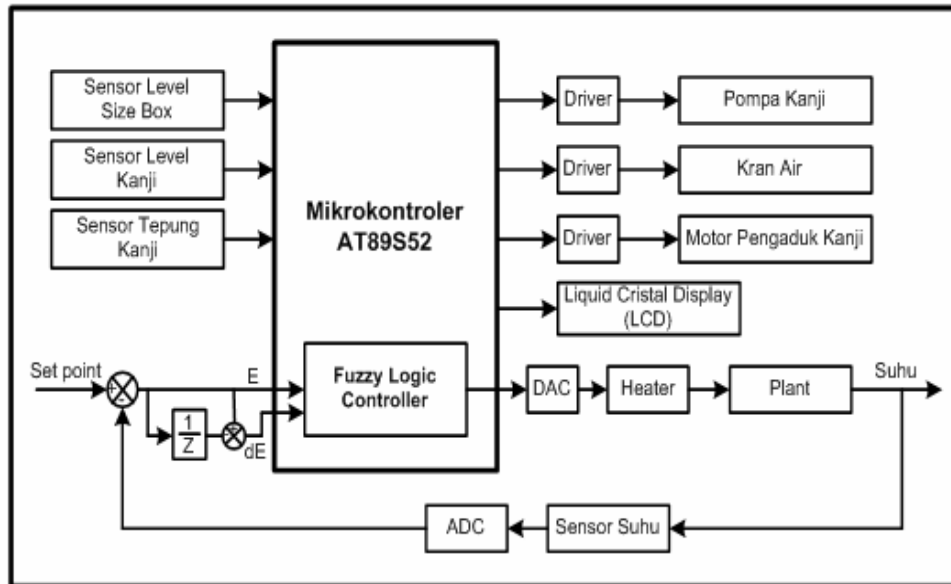 Sensor Level
Size Box
Sensor Level
Kanji
Sensor Tepung
Kanji
Mikrokontroler
AT89S52
Driver
Pompa Kanji
Driver
Kran Air
Driver
Motor Pengaduk Kanji
Liquid Cristal Display
(LCD)
Set point
+
-
E
1
Z
+
-
dE
Fuzzy Logic
Controller
DAC
Heater
Plant
Suhu
ADC
Sensor Suhu